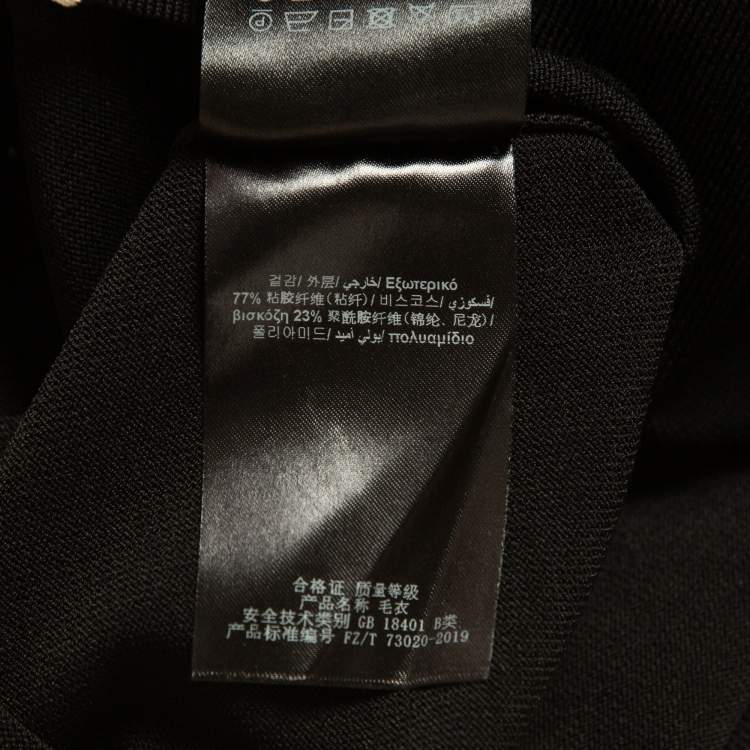 겉감/ 外层/ خارجي/ Εξωτερικό
77% 粘胶纤维(粘纤)/ 비스코스/ فسكوزي/
βισκόζη 23% 聚酰胺纤维(锦纶、尼龙)/
폴리아미드/ بولي أميد/ πολυαμίδιο
合格证 质量等级
产品名称 毛衣
安全技术类别 GB 18401 B类
产品标准编号 FZ/T 73020-2019